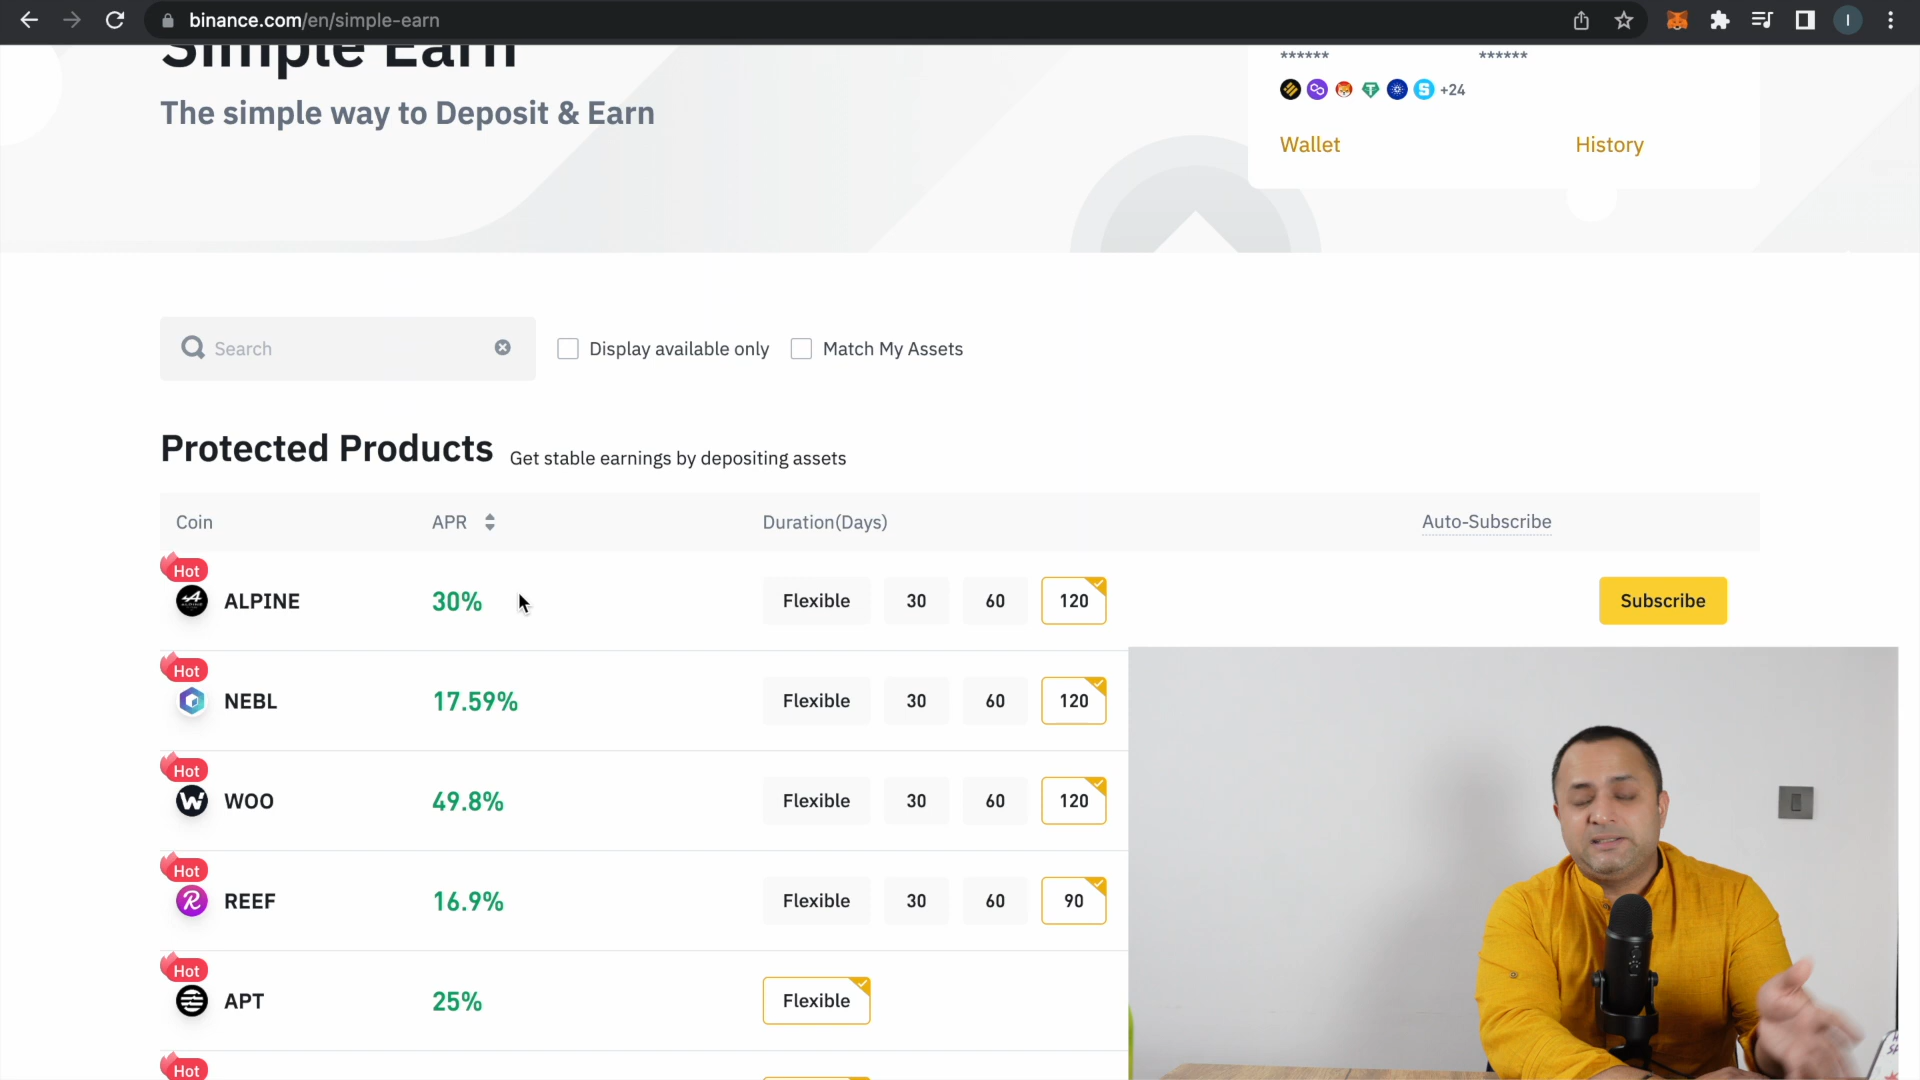 binance.com/en/simple-earn
I
Simple Earn
The simple way to Deposit & Earn
****** ******
+24
Wallet History
Search
Display available only
Match My Assets
Protected Products Get stable earnings by depositing assets
Coin APR Duration(Days) Auto-Subscribe
Hot
ALPINE 30% Flexible 30 60 120 Subscribe
Hot
NEBL 17.59% Flexible 30 60 120
Hot
WOO 49.8% Flexible 30 60 120
Hot
REEF 16.9% Flexible 30 60 90
Hot
APT 25% Flexible
Hot